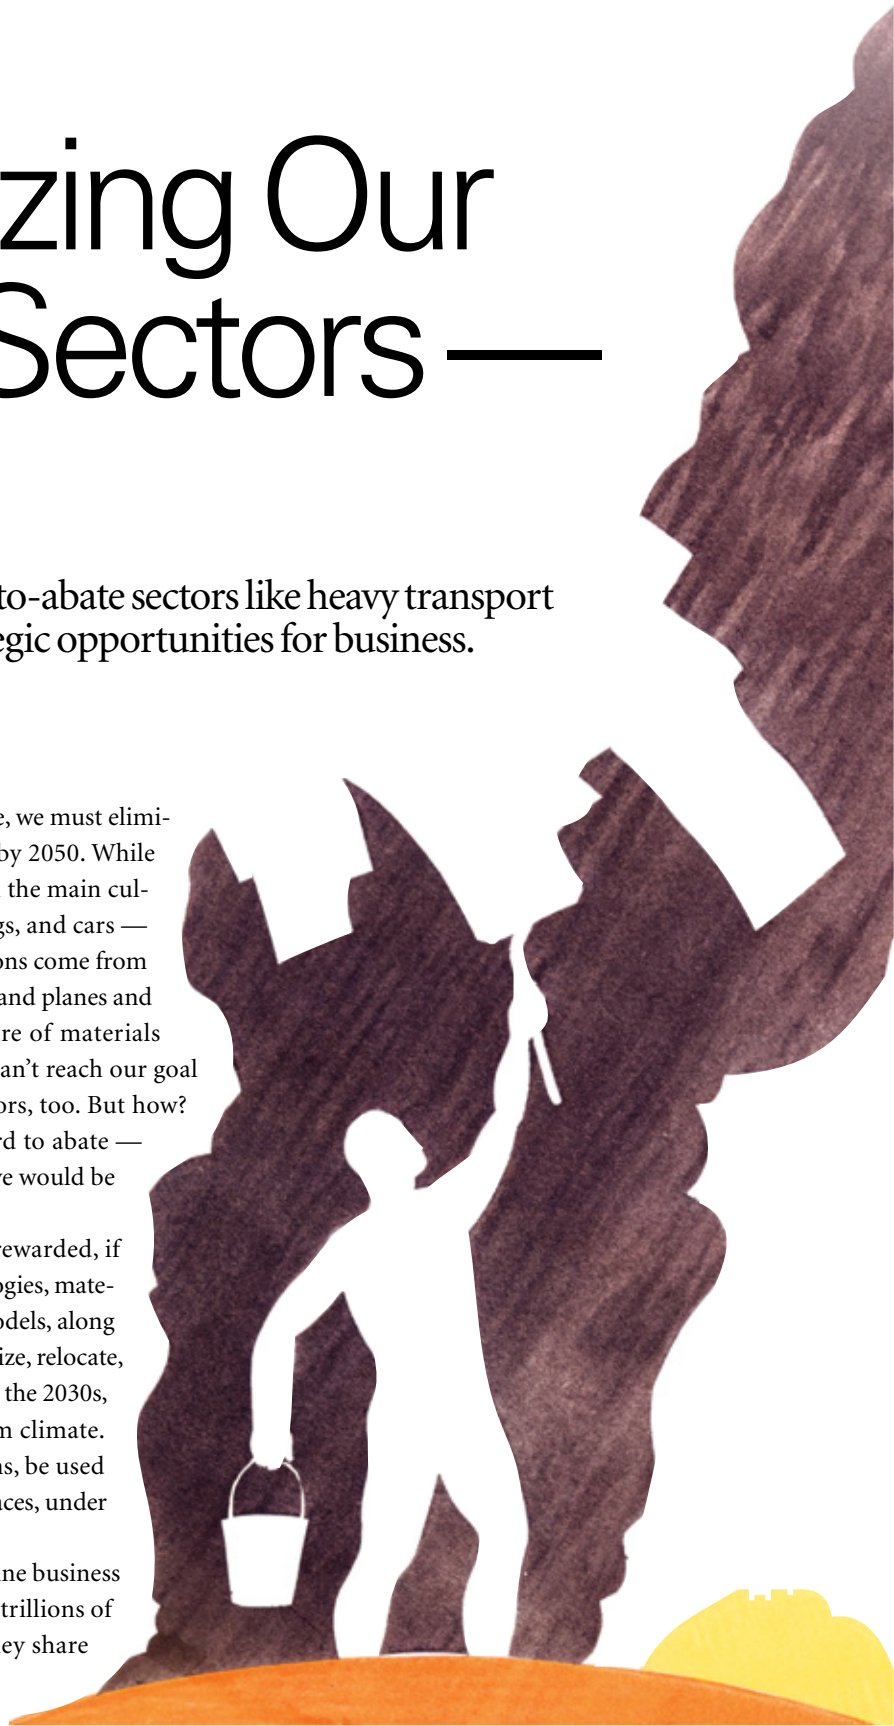 zing Our
Sectors —
to-abate sectors like heavy transport
egic opportunities for business.
e, we must elimi-
by 2050. While
the main cul-
gs, and cars —
ons come from
and planes and
re of materials
an’t reach our goal
ors, too. But how?
rd to abate —
ve would be
rewarded, if
ogies, mate-
odels, along
ize, relocate,
the 2030s,
m climate.
ns, be used
aces, under
ine business
trillions of
ey share